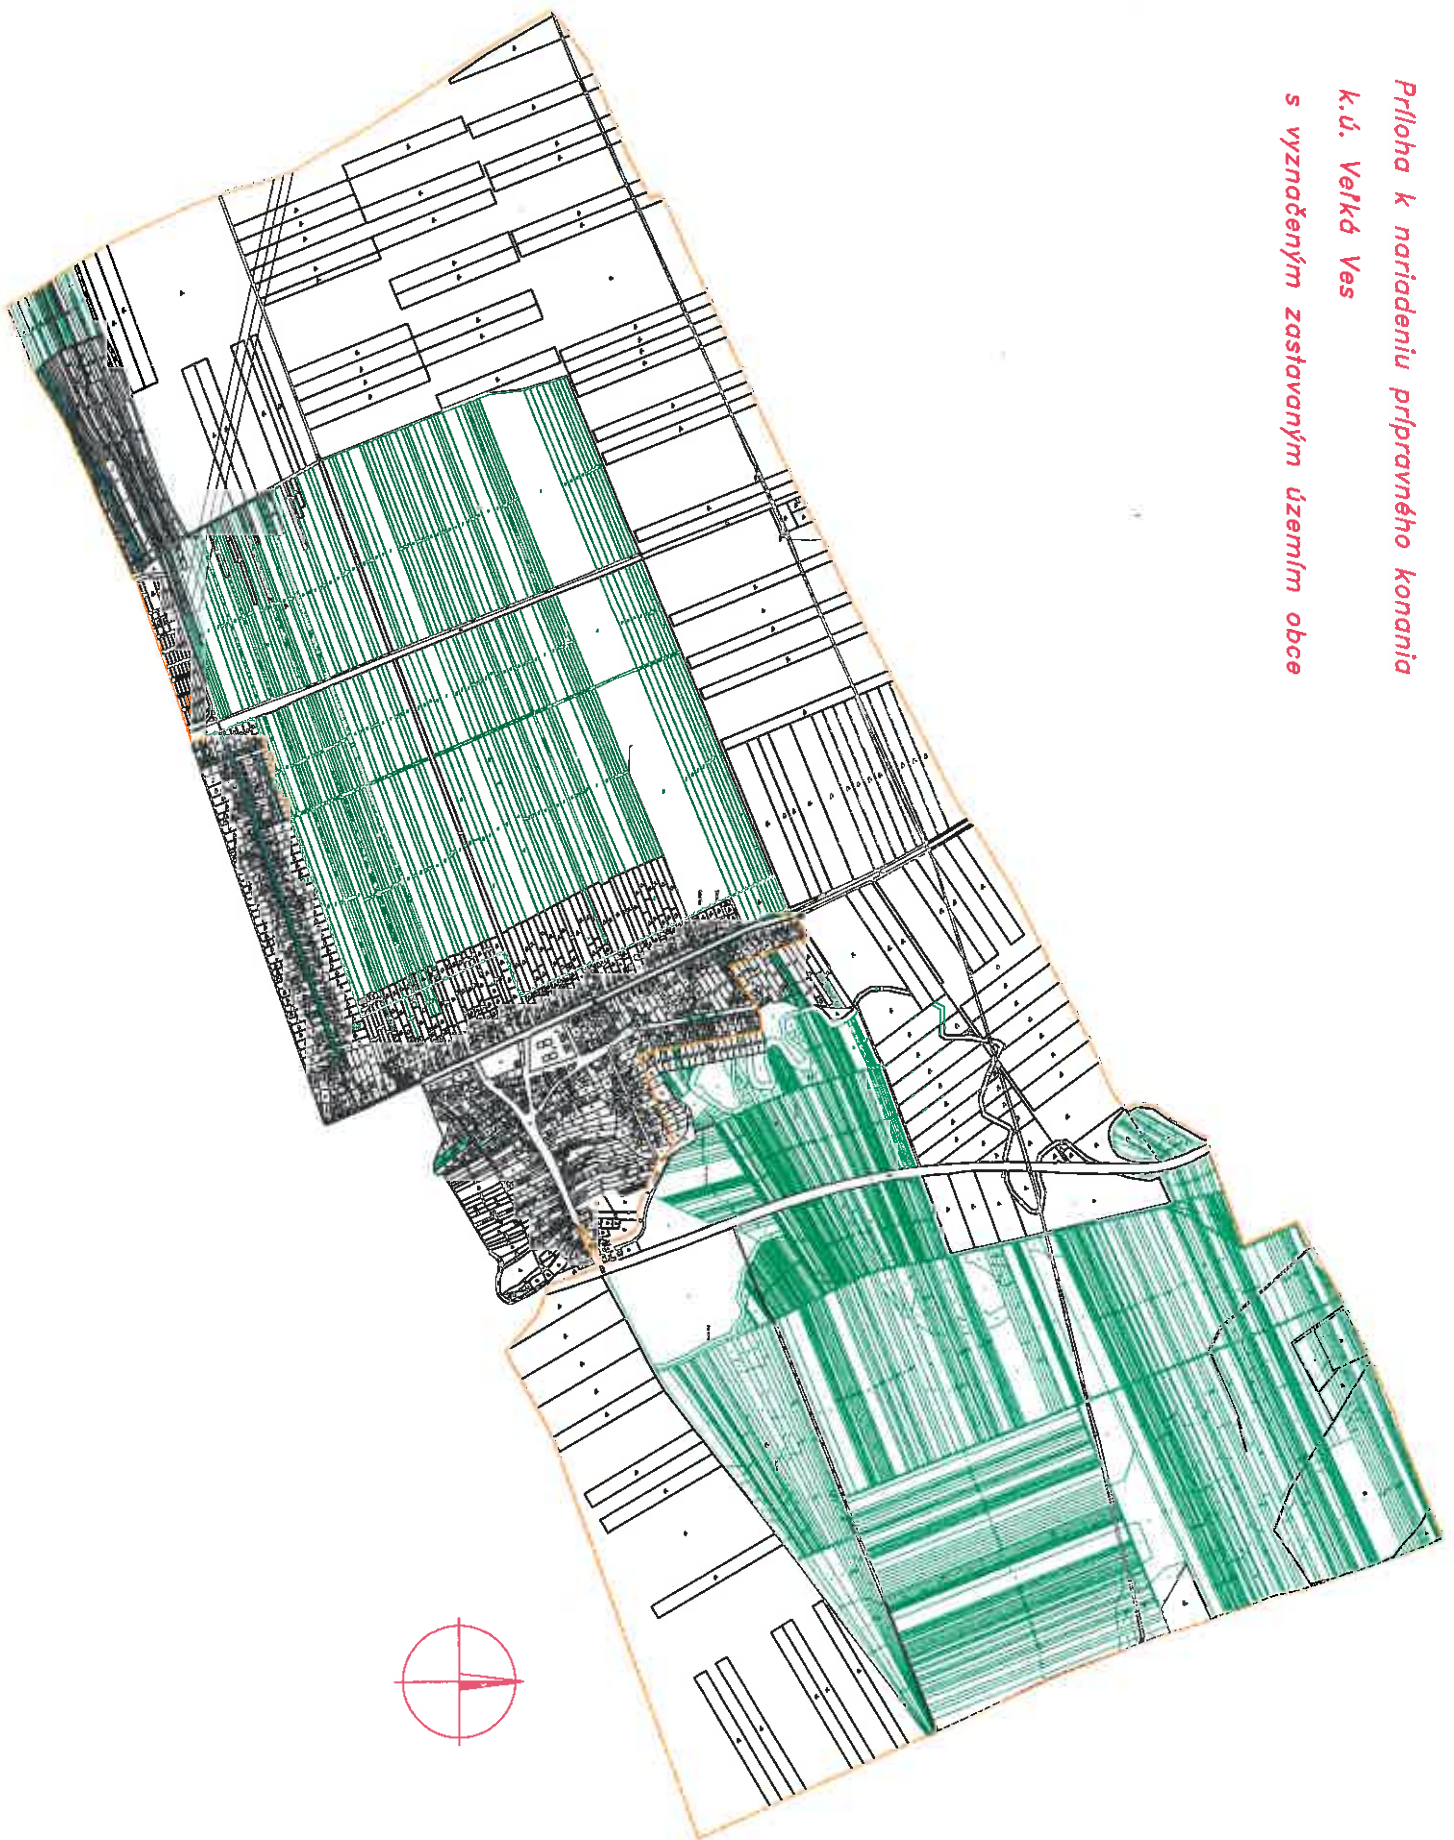 Príloha k nariadeniu prípravného konania
k.ú. Veľká Ves
s vyznačeným zastavaným územím obce